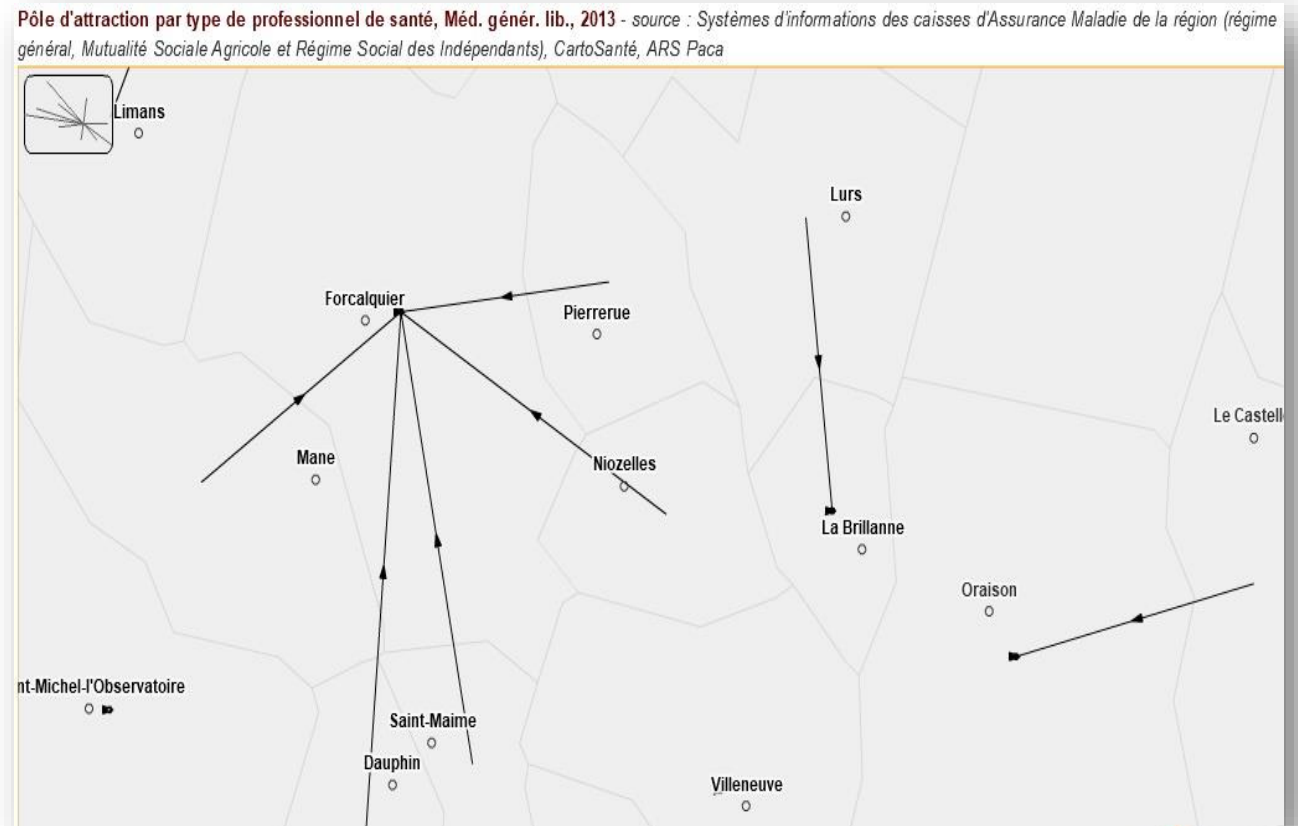 Pôle d'attraction par type de professionnel de santé, Méd. génér. lib., 2013 - source : Systèmes d'informations des caisses d'Assurance Maladie de la région (régime
général, Mutualité Sociale Agricole et Régime Social des Indépendants), CartoSanté, ARS Paca
Limans
Lurs
Forcalquier
Pierrerue
Le Castell
Mane
Niozelles
La Brillanne
Oraison
nt-Michel-l'Observatoire
Saint-Maime
Dauphin
Villeneuve